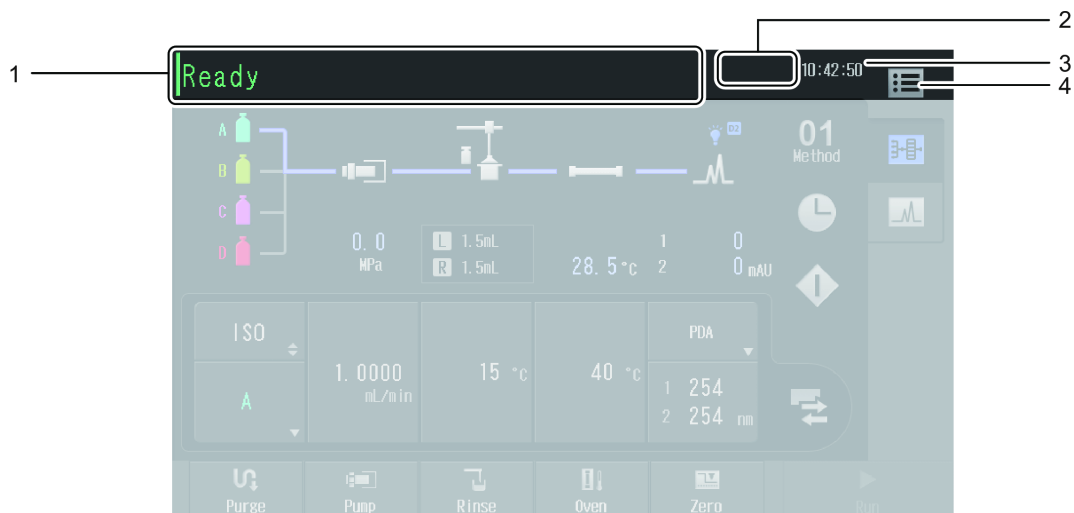 2
1
Ready
10:42:50
3
4
A
D2
01
Method
B
C
D
0.0
MPa
L 1.5mL
R 1.5mL
28.5°C
1 0
2 0 mAU
ISO
A
1.0000
mL/min
15 °C
40 °C
PDA
1 254
2 254 nm
Purge
Pump
Rinse
Oven
Zero
Run